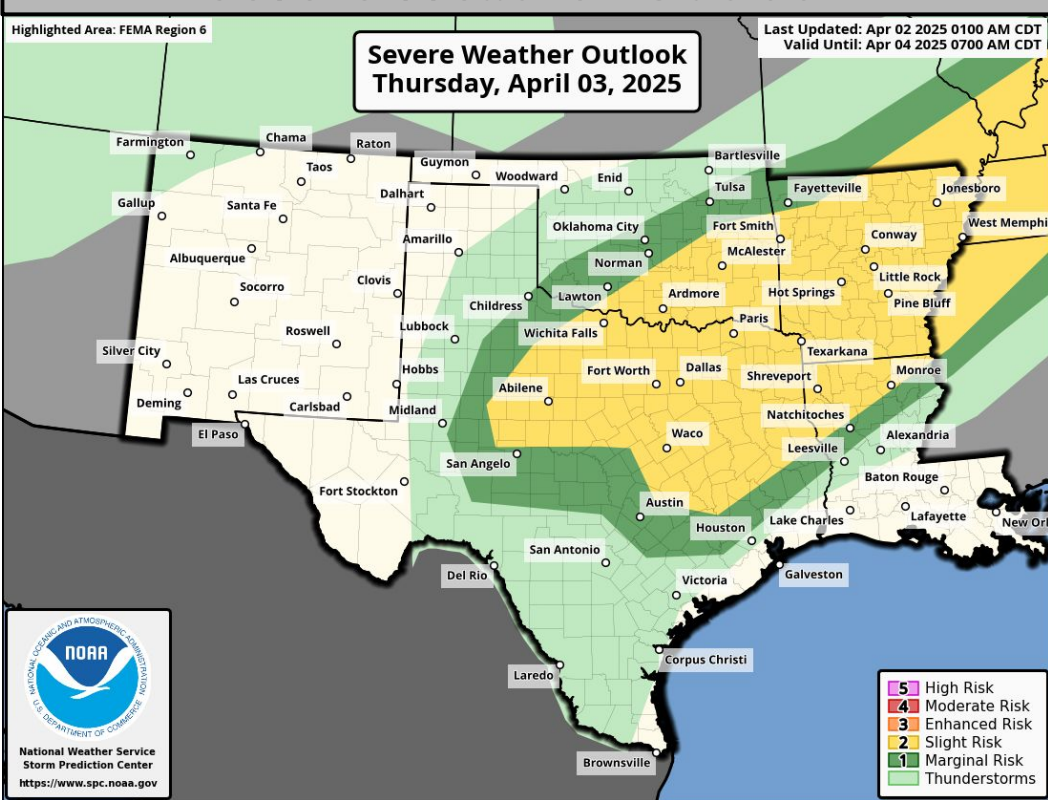 Highlighted Area: FEMA Region 6
Severe Weather Outlook
Thursday, April 03, 2025
Last Updated: Apr 02 2025 0100 AM CDT
Valid Until: Apr 04 2025 0700 AM CDT
Farmington
Chama
Raton
Taos
Guymon
Woodward
Enid
Bartlesville
Tulsa
Fayetteville
Jonesboro
Gallup
Santa Fe
Dalhart
Oklahoma City
Fort Smith
West Memphi
Albuquerque
Amarillo
Norman
McAlester
Conway
Little Rock
Socorro
Clovis
Childress
Lawton
Ardmore
Hot Springs
Pine Bluff
Roswell
Lubbock
Wichita Falls
Paris
Texarkana
Silver City
Las Cruces
Hobbs
Fort Worth
Dallas
Shreveport
Monroe
Deming
Carlsbad
Midland
Abilene
Natchitoches
El Paso
San Angelo
Waco
Leesville
Alexandria
Fort Stockton
Austin
Baton Rouge
Houston
Lake Charles
Lafayette
New Orl
Del Rio
San Antonio
Victoria
Galveston
Laredo
Corpus Christi
Brownsville
NATIONAL OCEANIC AND ATMOSPHERIC ADMINISTRATION
NOAA
U.S. DEPARTMENT OF COMMERCE
National Weather Service
Storm Prediction Center
https://www.spc.noaa.gov
5 High Risk
4 Moderate Risk
3 Enhanced Risk
2 Slight Risk
1 Marginal Risk
Thunderstorms